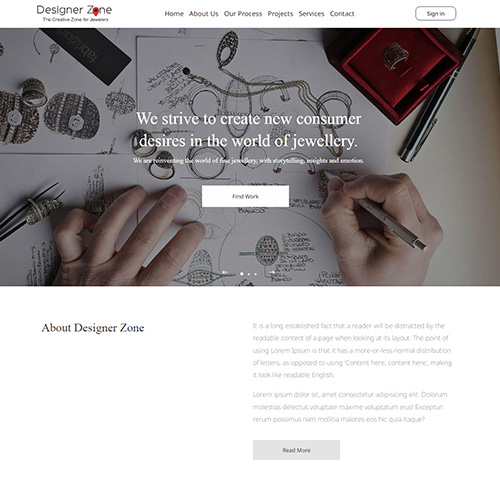 Designer Zone
The Creative Zone for Jewelers
Home About Us Our Process Projects Services Contact
Sign in
We strive to create new consumer
desires in the world of jewellery.
We are reinventing the world of fine jewellery, with storytelling, insights and emotion.
Find Work
About Designer Zone
It is a long established fact that a reader will be distracted by the
readable content of a page when looking at its layout. The point of
using Lorem Ipsum is that it has a more-or-less normal distribution
of letters, as opposed to using 'Content here, content here', making
it look like readable English.
Lorem ipsum dolor sit, amet consectetur adipisicing elit. Dolorum
molestias delectus voluptate maxime voluptatum eius! Excepturi
rerum possimus minima dolores eos hic quia itaque?
Read More